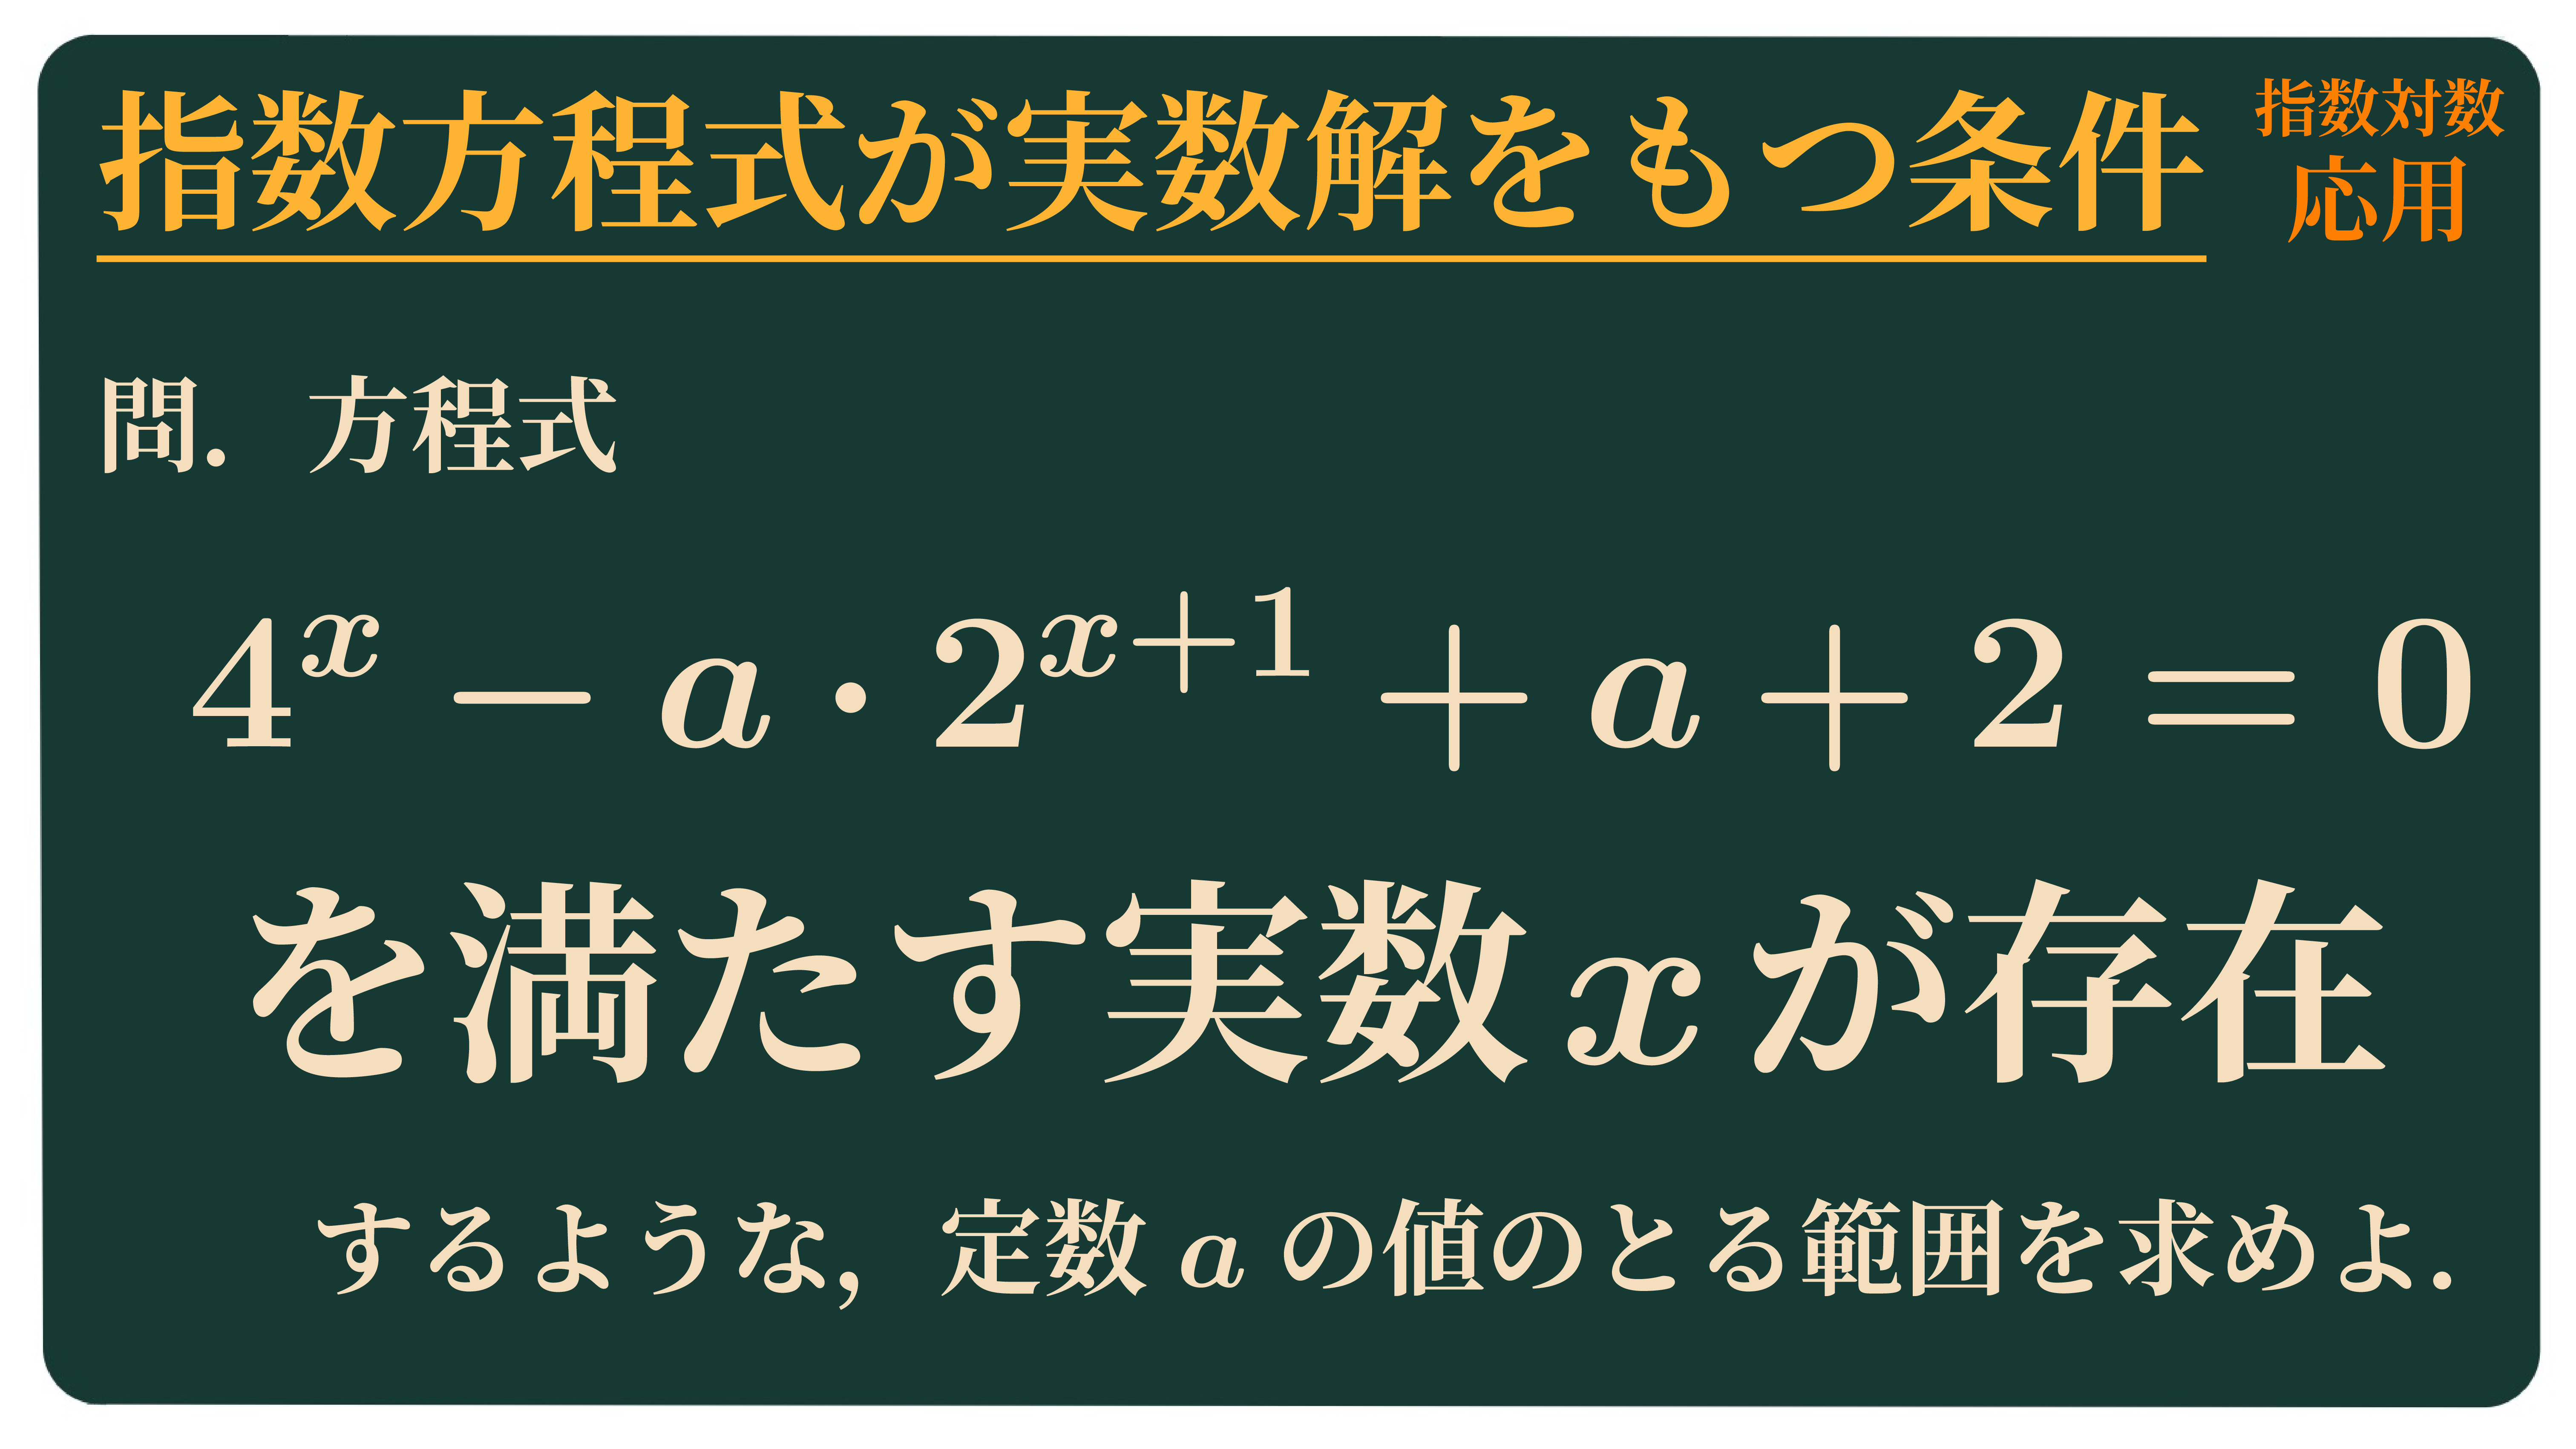 指数方程式が実数解をもつ条件
指数対数
応用
問. 方程式
4^x − a · 2^{x+1} + a + 2 = 0
を満たす実数 x が存在
するような, 定数 a の値のとる範囲を求めよ.